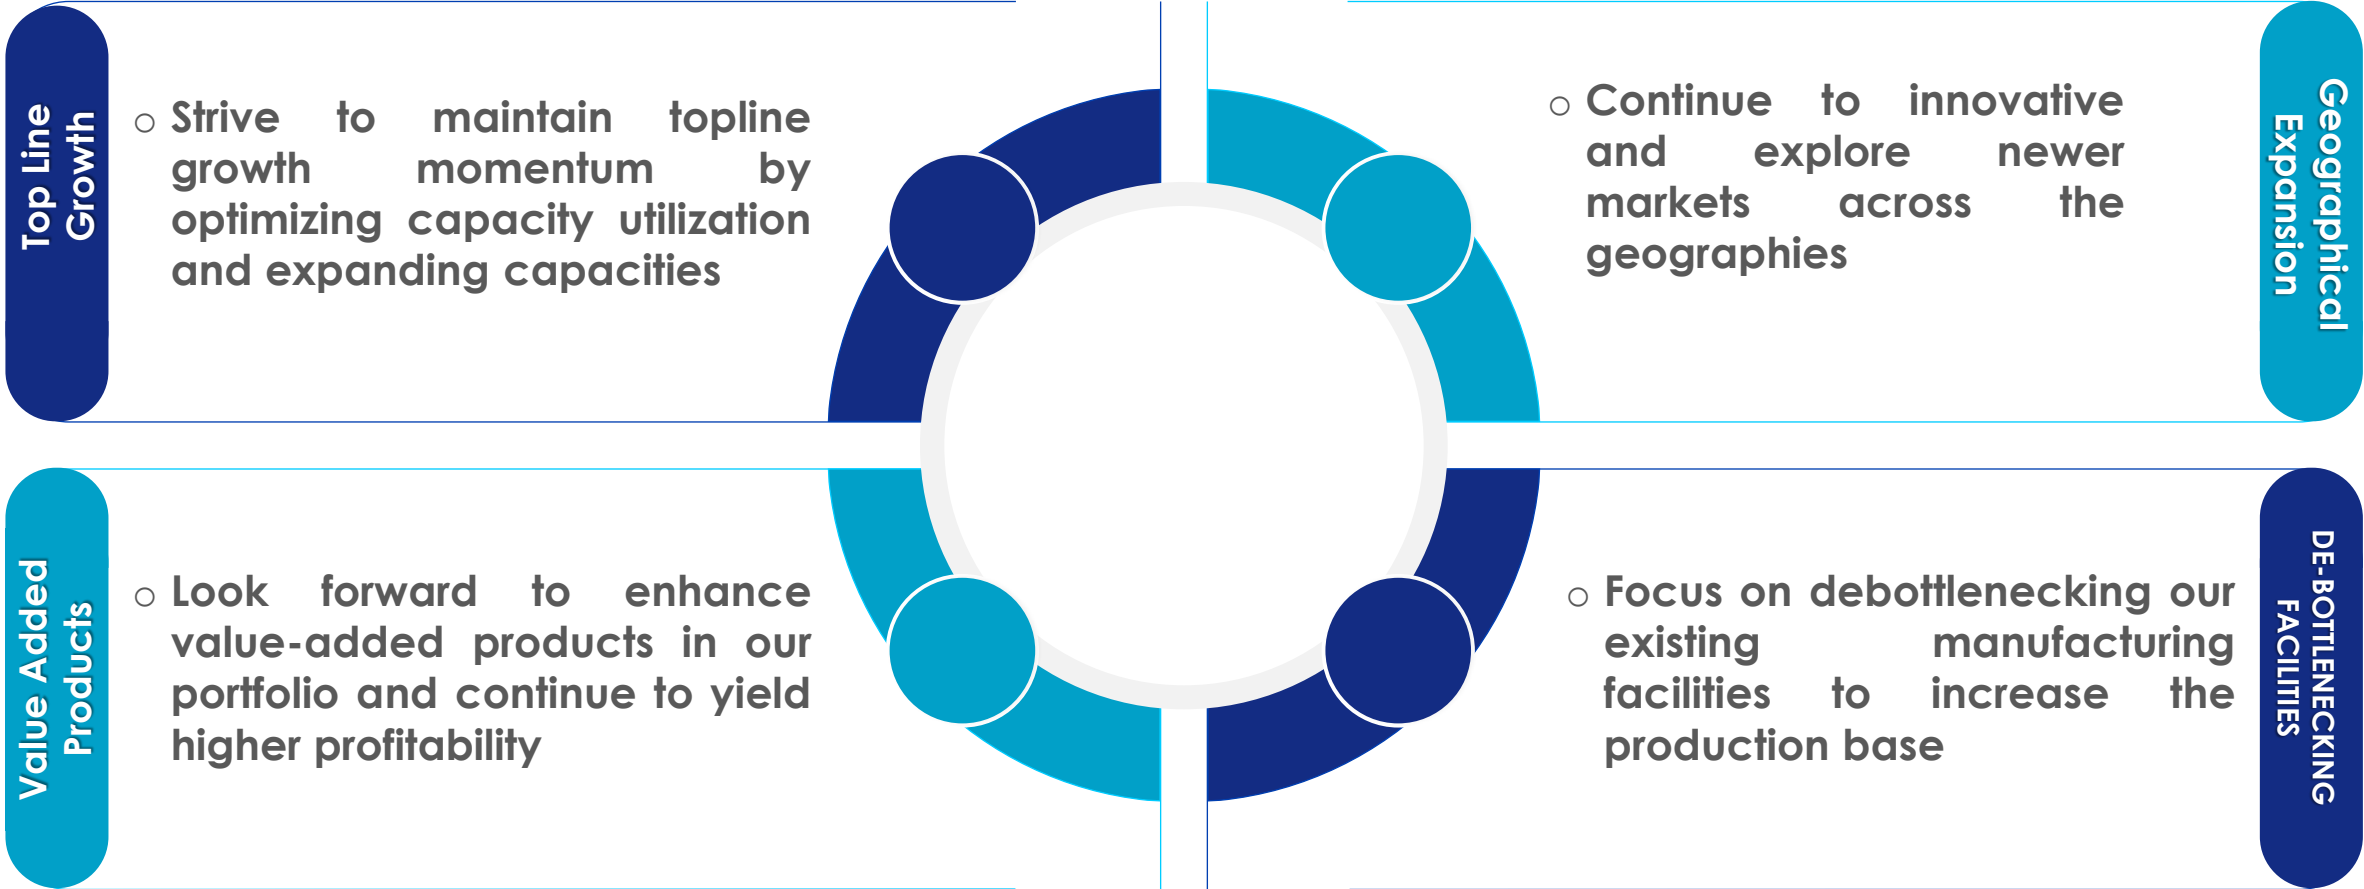 Top Line
Growth
○ Strive to maintain topline
growth momentum by
optimizing capacity utilization
and expanding capacities
Geographical
Expansion
○ Continue to innovative
and explore newer
markets across the
geographies
Value Added
Products
○ Look forward to enhance
value-added products in our
portfolio and continue to yield
higher profitability
DE-BOTTLENECKING
FACILITIES
○ Focus on debottlenecking our
existing manufacturing
facilities to increase the
production base